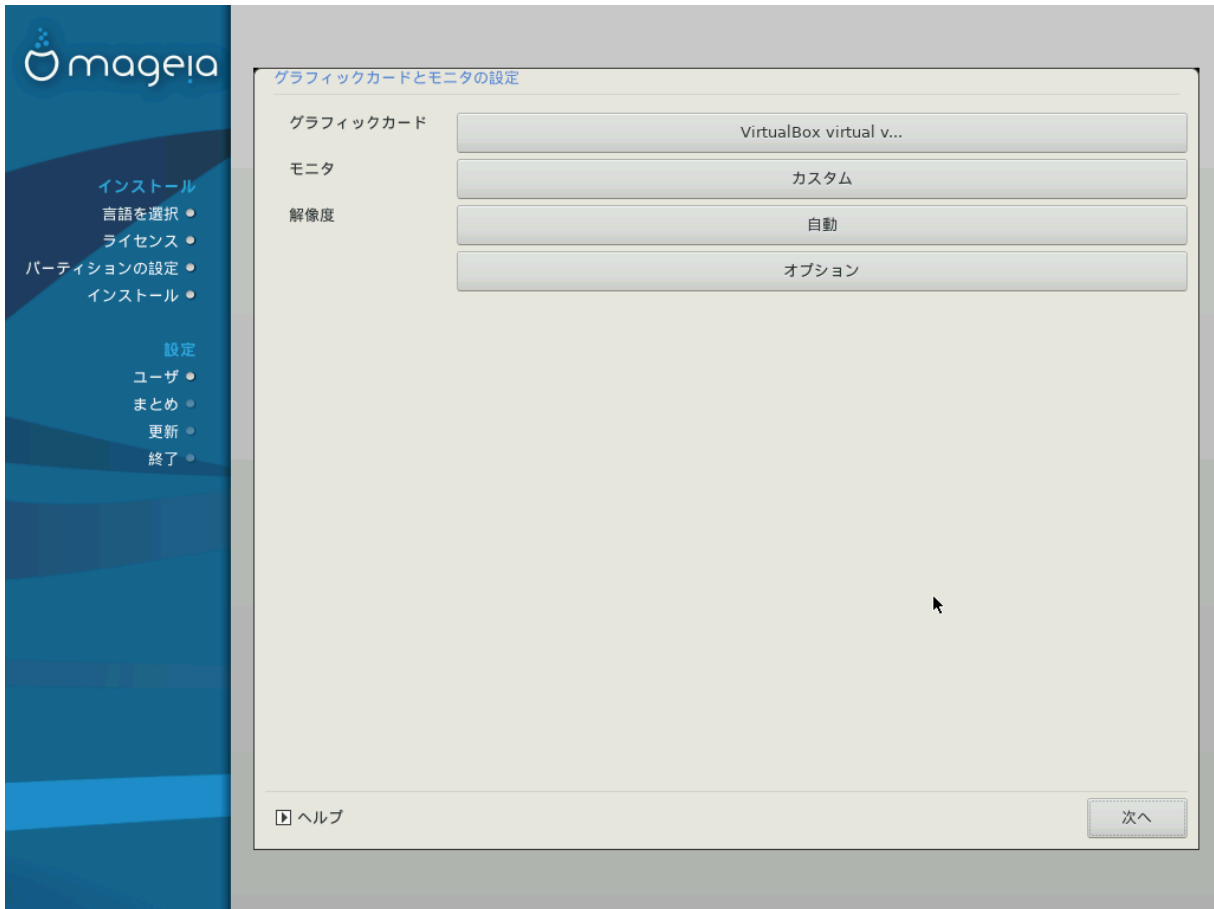 mageia
インストール
言語を選択
ライセンス
パーティションの設定
インストール
設定
ユーザ
まとめ
更新
終了
グラフィックカードとモニタの設定
グラフィックカード
VirtualBox virtual v...
モニタ
カスタム
解像度
自動
オプション
ヘルプ
次へ